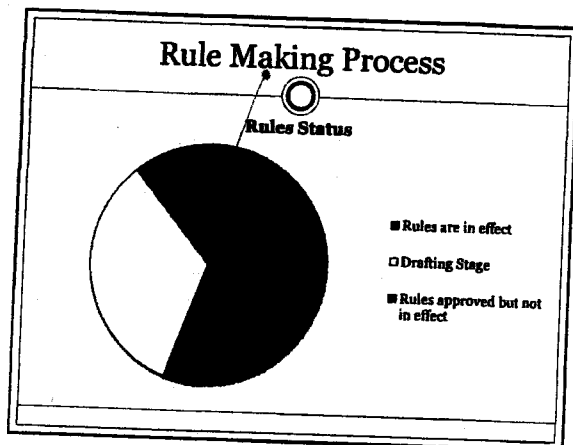 Rule Making Process
Rules Status
Rules are in effect
Drafting Stage
Rules approved but not
in effect